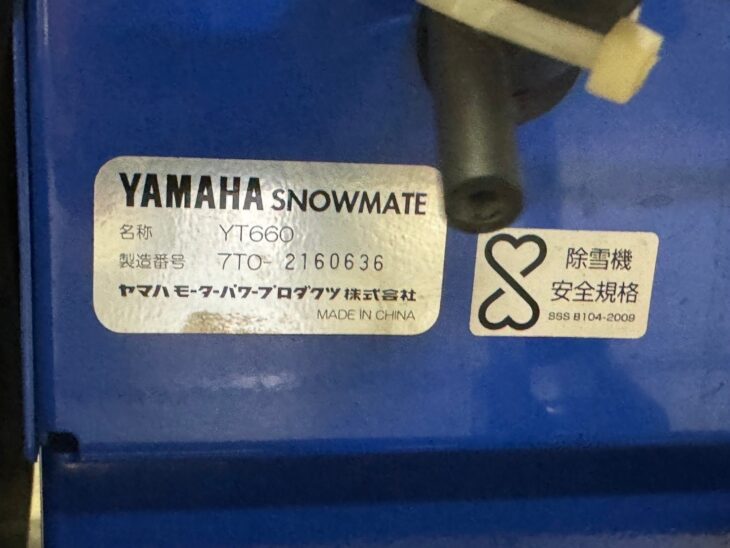 YAMAHA SNOWMATE
名称 YT660
製造番号 7T0- 2160636
ヤマハモーターパワープロダクツ株式会社
MADE IN CHINA
除雪機
安全規格
SSS B104-2009